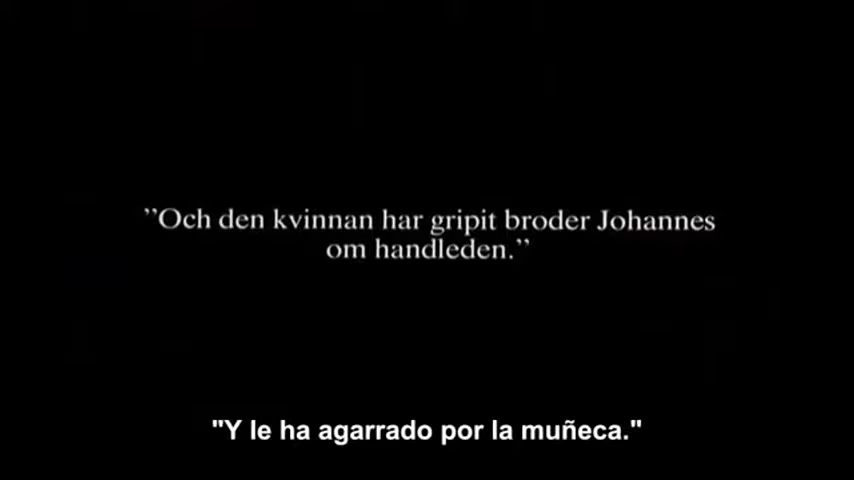 ”Och den kvinnan har gripit broder Johannes
om handleden.”
"Y le ha agarrado por la muñeca."